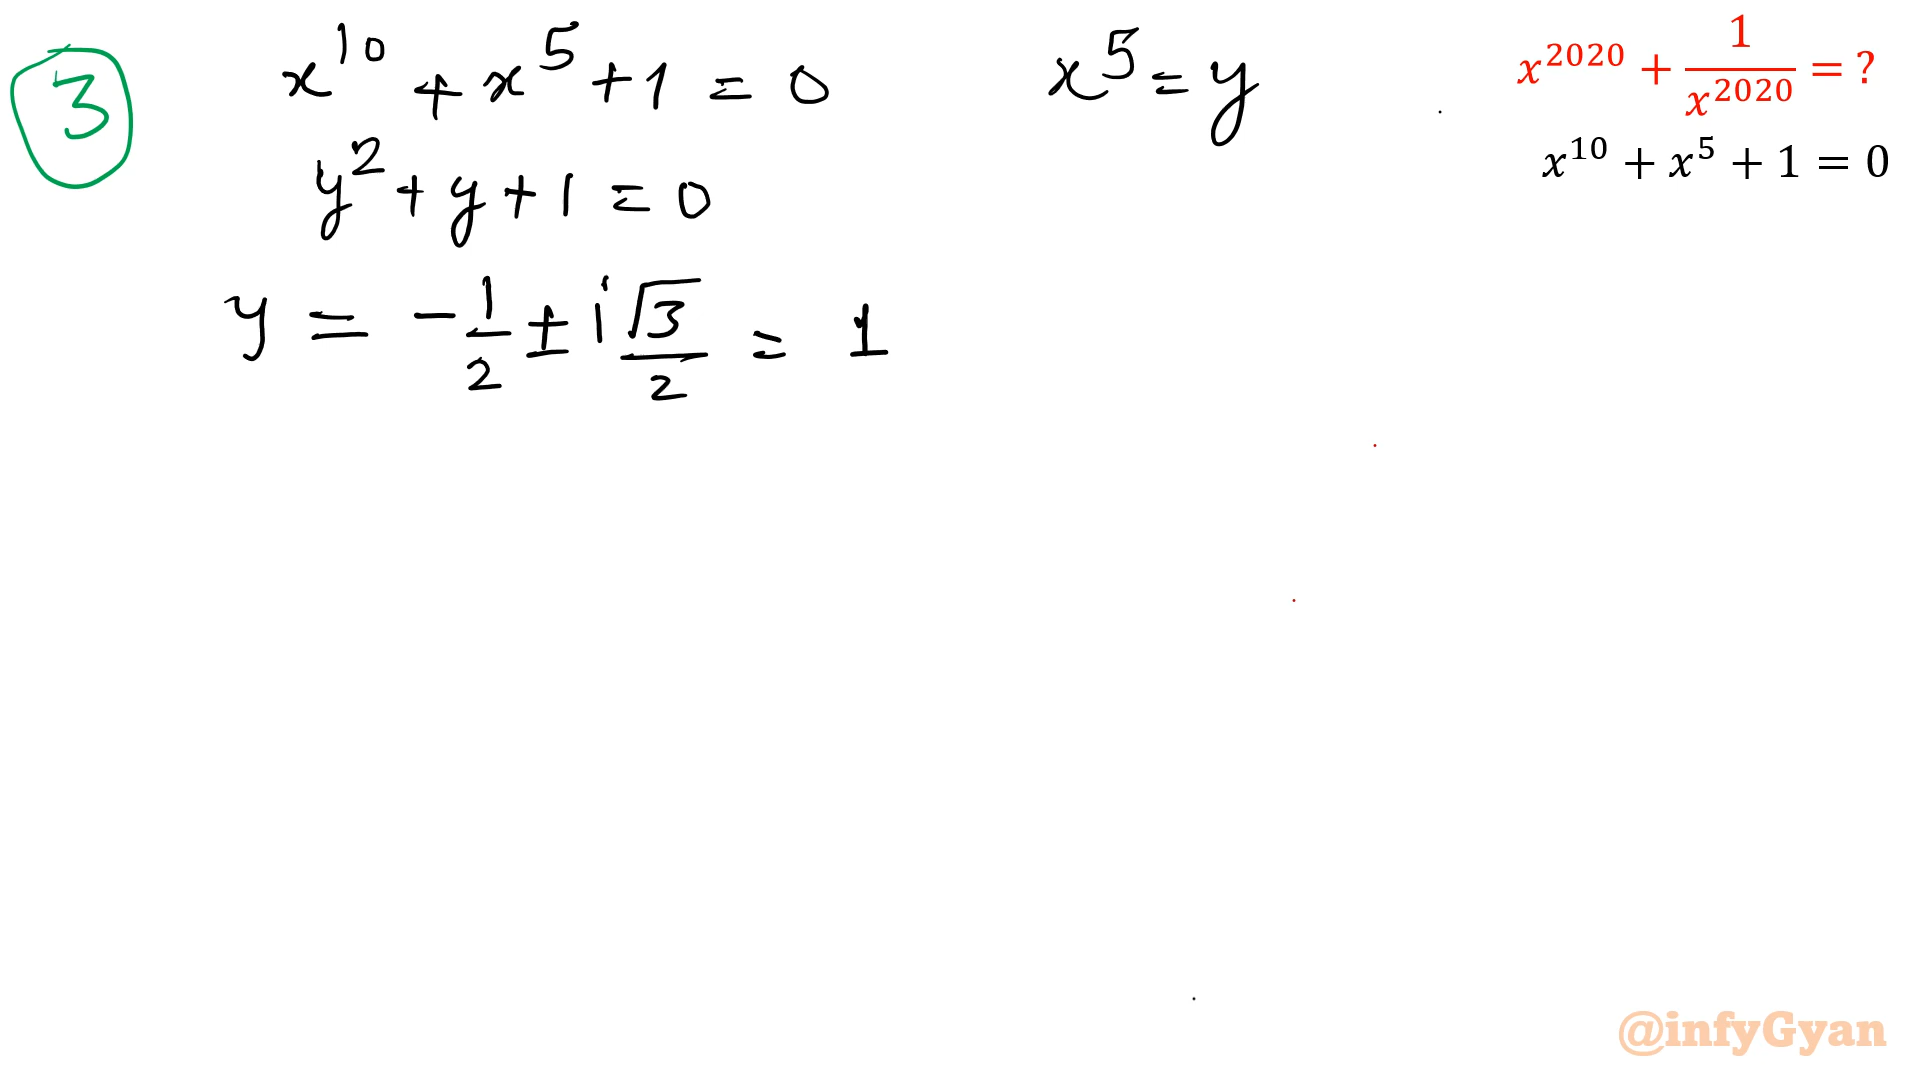 3
x^10 + x^5 + 1 = 0
x^5 = y
y^2 + y + 1 = 0
y = -1/2 ± i √3/2 = 1
x^2020 + 1/x^2020 = ?
x^10 + x^5 + 1 = 0
@infyGyan